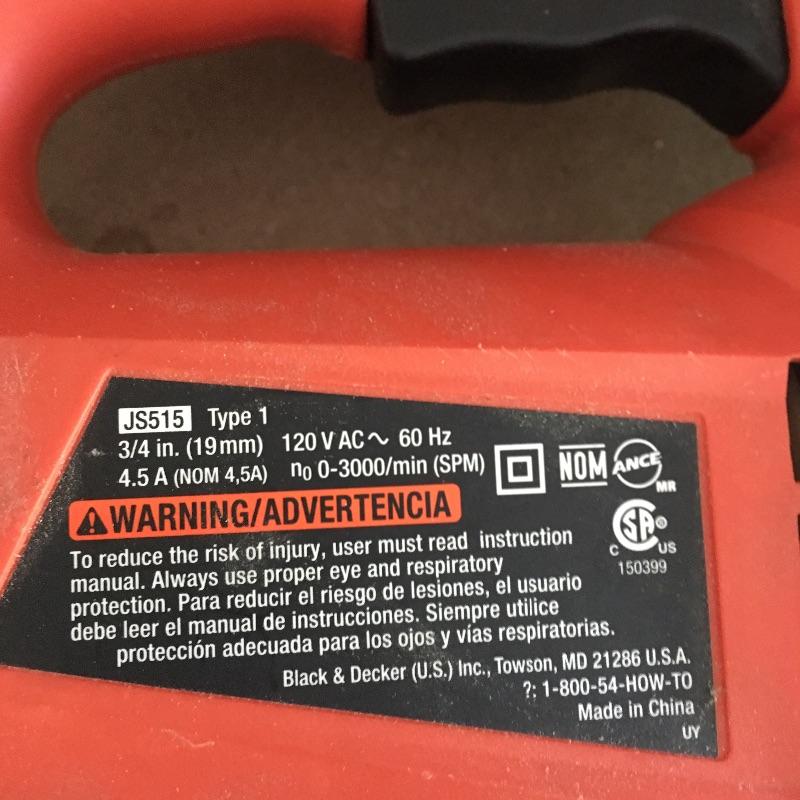 JS515 Type 1
3/4 in. (19mm) 120 V AC~ 60 Hz
4.5 A (NOM 4,5A) n0 0-3000/min (SPM)
NOM ANCE MR
⚠WARNING/ADVERTENCIA
C SA® US
150399
To reduce the risk of injury, user must read instruction
manual. Always use proper eye and respiratory
protection. Para reducir el riesgo de lesiones, el usuario
debe leer el manual de instrucciones. Siempre utilice
protección adecuada para los ojos y vías respiratorias.
Black & Decker (U.S.) Inc., Towson, MD 21286 U.S.A.
?: 1-800-54-HOW-TO
Made in China
UY